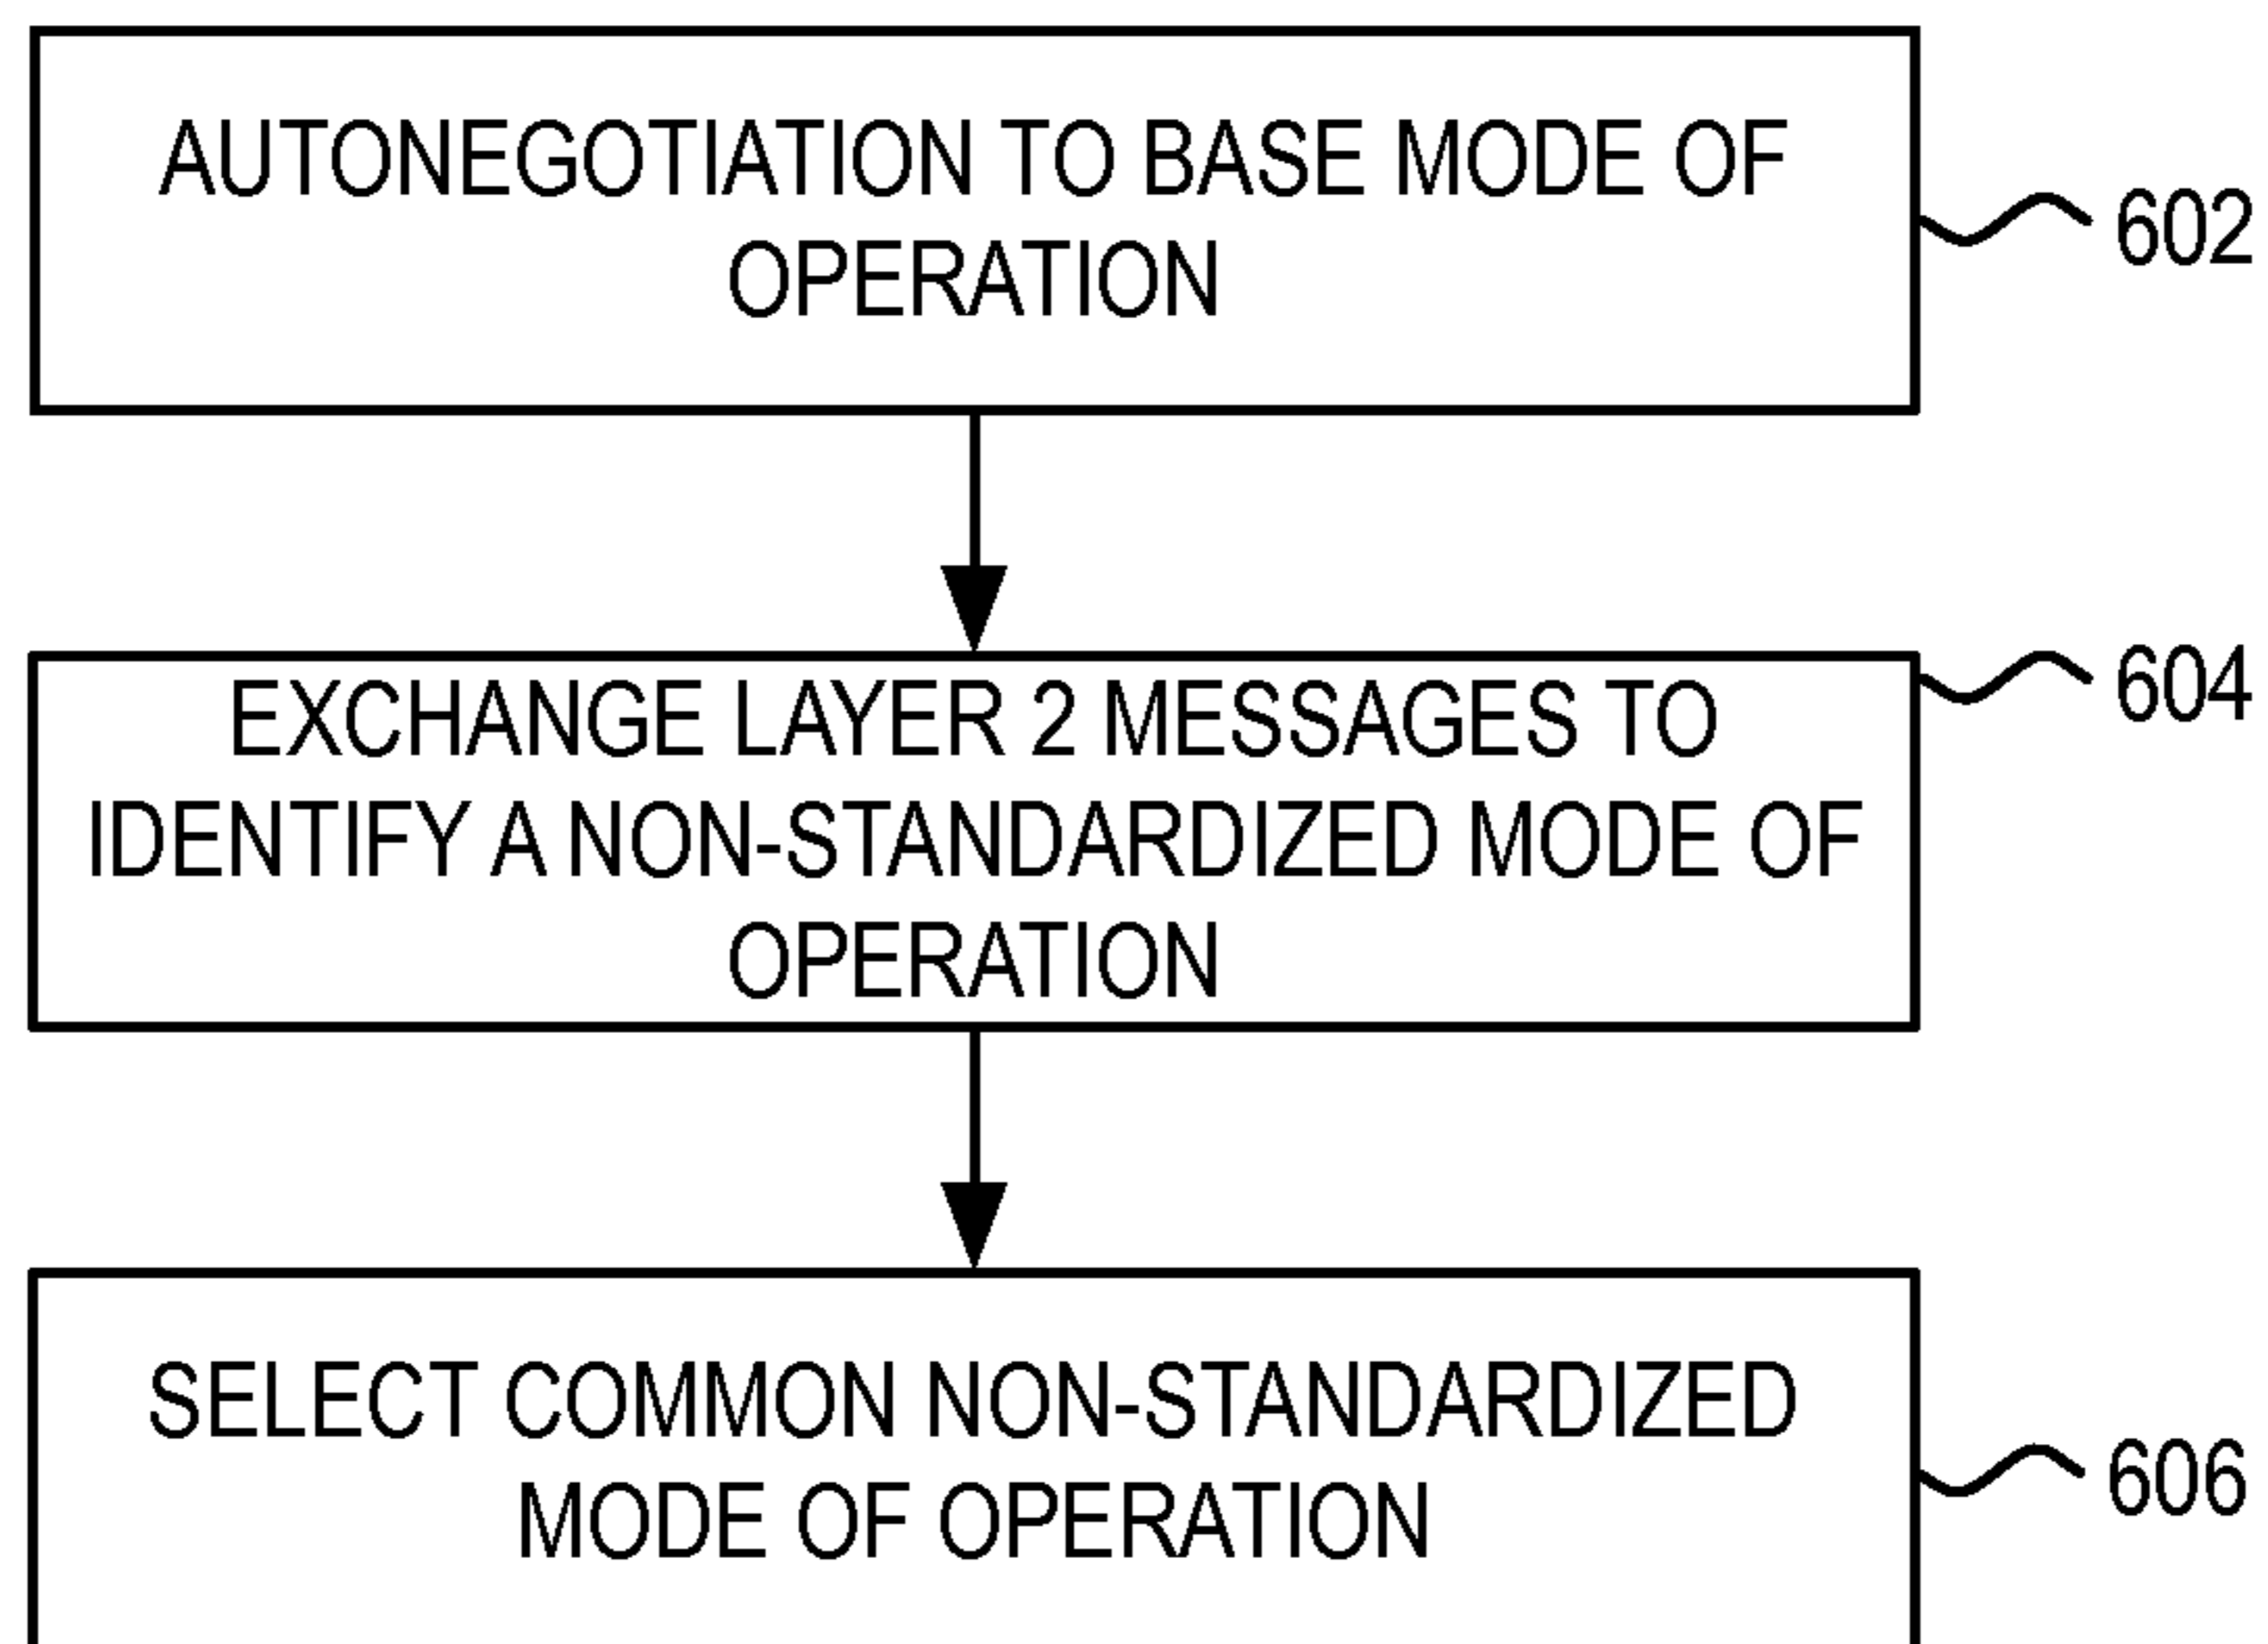 AUTONEGOTIATION TO BASE MODE OF
OPERATION
602
EXCHANGE LAYER 2 MESSAGES TO
IDENTIFY A NON-STANDARDIZED MODE OF
OPERATION
604
SELECT COMMON NON-STANDARDIZED
MODE OF OPERATION
606